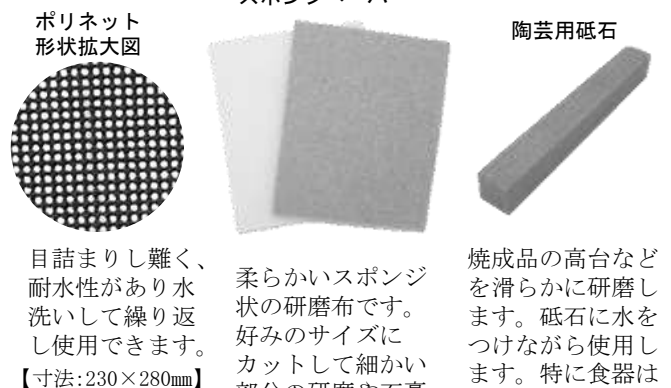 ポリネット
形状拡大図
目詰まりし難く、
耐水性があり水
洗いして繰り返
し使用できます。
【寸法:230×280㎜】
柔らかいスポンジ
状の研磨布です。
好みのサイズに
カットして細かい
陶芸用砥石
焼成品の高台など
を滑らかに研磨し
ます。砥石に水を
つけながら使用し
ます。特に食器は